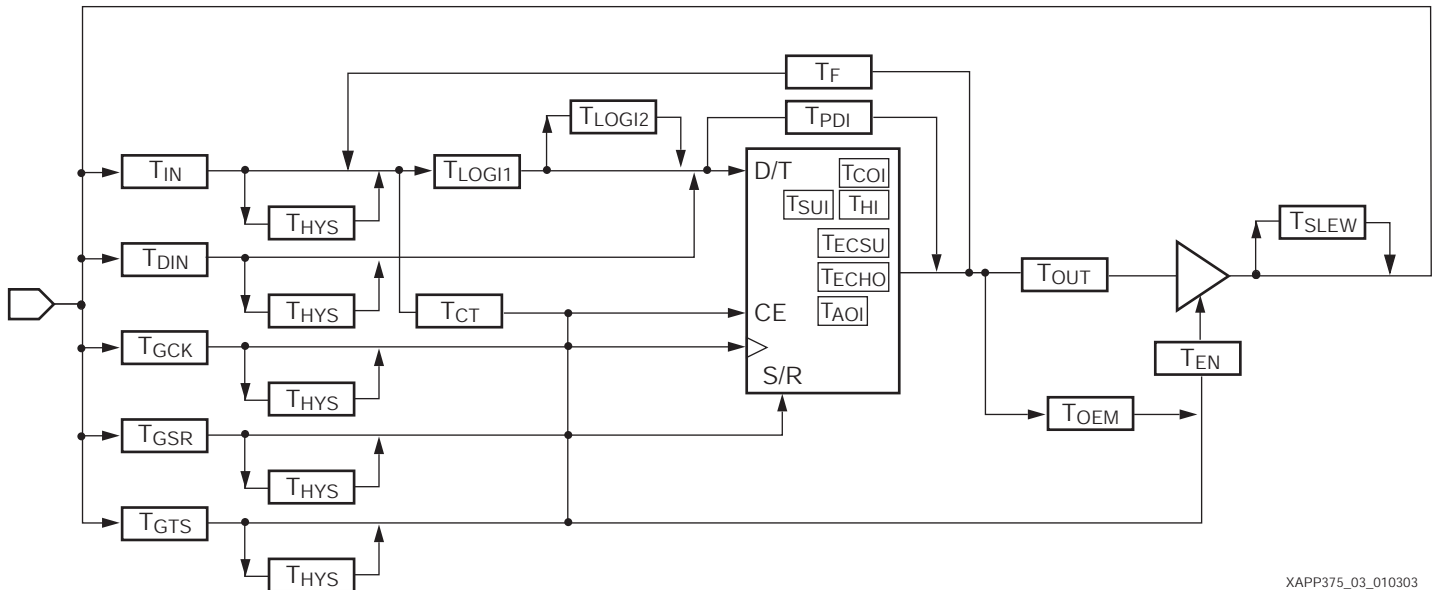 TF
TLOGI2
TPDI
TIN
TLOGI1
D/T
TCOI
THYS
TSUI
THI
TSLEW
TDIN
TECSU
TECHO
TOUT
THYS
TCT
CE
TAOI
TGCK
TEN
THYS
S/R
TOEM
TGSR
THYS
TGTS
THYS
XAPP375_03_010303